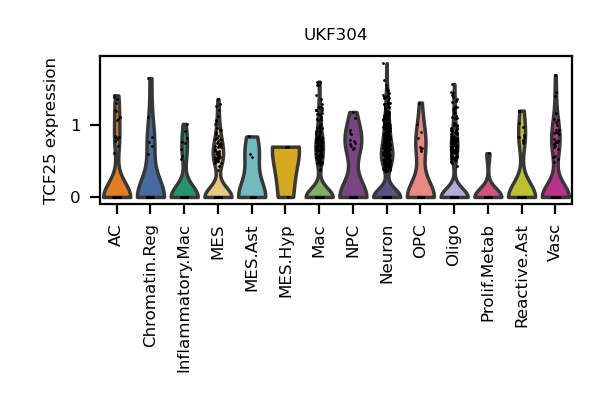 UKF304
TCF25 expression
1
0
AC
Chromatin.Reg
Inflammatory.Mac
MES
MES.Ast
MES.Hyp
Mac
NPC
Neuron
OPC
Oligo
Prolif.Metab
Reactive.Ast
Vasc